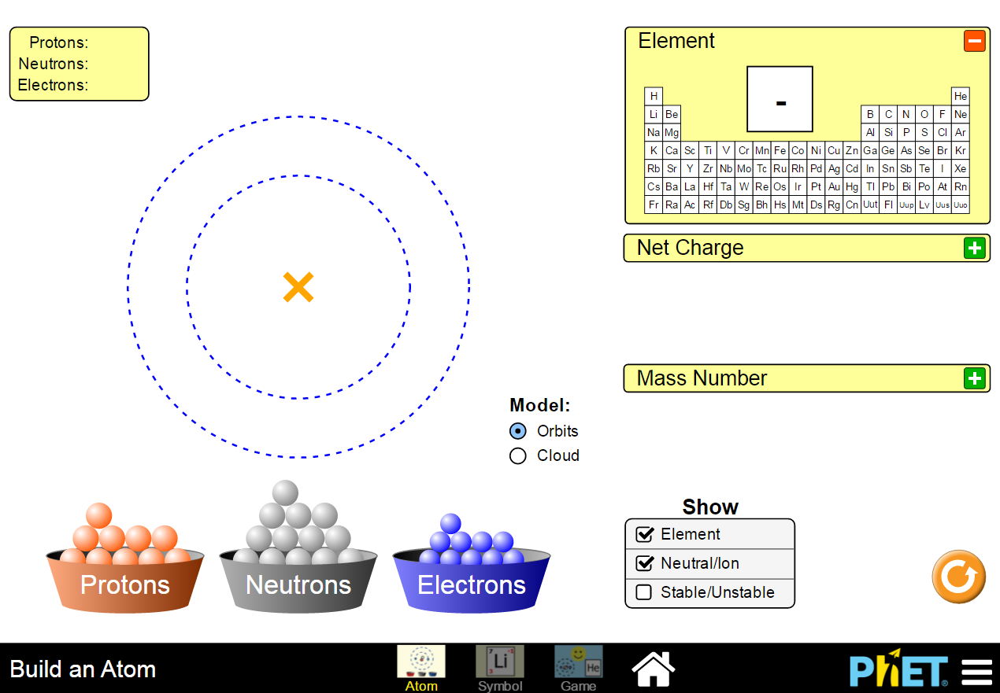 Protons:
Neutrons:
Electrons:
Element
-
H He
Li Be B C N O F Ne
Na Mg Al Si P S Cl Ar
K Ca Sc Ti V Cr Mn Fe Co Ni Cu Zn Ga Ge As Se Br Kr
Rb Sr Y Zr Nb Mo Tc Ru Rh Pd Ag Cd In Sn Sb Te I Xe
Cs Ba La Hf Ta W Re Os Ir Pt Au Hg Tl Pb Bi Po At Rn
Fr Ra Ac Rf Db Sg Bh Hs Mt Ds Rg Cn Uut Fl Uup Lv Uus Uuo
Net Charge
Mass Number
Model:
Orbits
Cloud
Protons
Neutrons
Electrons
Show
Element
Neutral/Ion
Stable/Unstable
Build an Atom
Atom
7 -1
Li
3
Symbol
He
Game
PhET